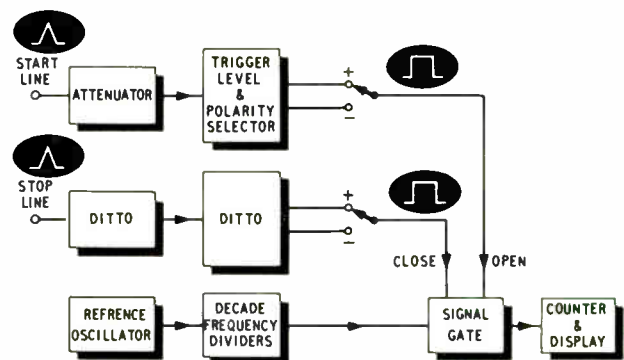 START
LINE
ATTENUATOR
TRIGGER
LEVEL
&
POLARITY
SELECTOR
+
−
STOP
LINE
DITTO
DITTO
+
−
CLOSE
OPEN
REFRENCE
OSCILLATOR
DECADE
FREQUENCY
DIVIDERS
SIGNAL
GATE
COUNTER
&
DISPLAY